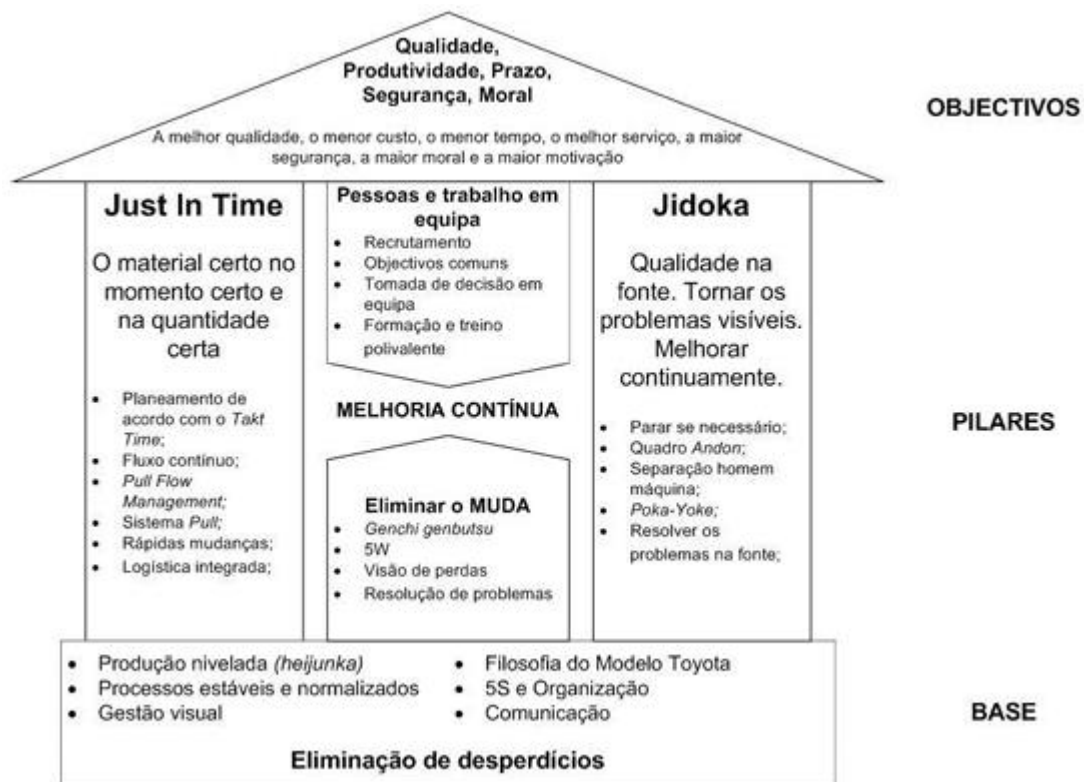 Qualidade,
Produtividade, Prazo,
Segurança, Moral
A melhor qualidade, o menor custo, o menor tempo, o melhor serviço, a maior
segurança, a maior moral e a maior motivação
OBJECTIVOS
Just In Time
O material certo no
momento certo e
na quantidade
certa
• Planeamento de
acordo com o Takt
Time;
• Fluxo contínuo;
• Pull Flow
Management;
• Sistema Pull;
• Rápidas mudanças;
• Logística integrada;
Pessoas e trabalho em
equipa
• Recrutamento
• Objectivos comuns
• Tomada de decisão em
equipa
• Formação e treino
polivalente
MELHORIA CONTÍNUA
Eliminar o MUDA
• Genchi genbutsu
• 5W
• Visão de perdas
• Resolução de problemas
Jidoka
Qualidade na
fonte. Tornar os
problemas visíveis.
Melhorar
continuamente.
• Parar se necessário;
• Quadro Andon;
• Separação homem
máquina;
• Poka-Yoke;
• Resolver os
problemas na fonte;
PILARES
• Produção nivelada (heijunka)
• Processos estáveis e normalizados
• Gestão visual
• Filosofia do Modelo Toyota
• 5S e Organização
• Comunicação
Eliminação de desperdícios
BASE